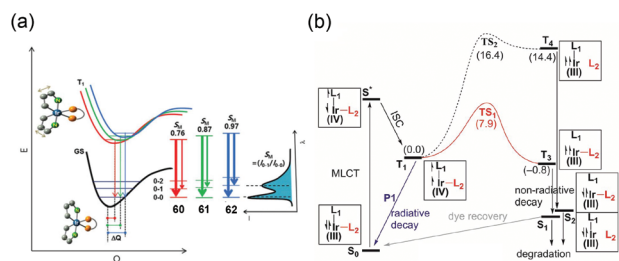 (a)
E
T₁
GS
0-2
0-1
0-0
ΔQ
Q
S_M
0.76
S_M
0.87
S_M
0.97
60
61
62
S_M
=(I₀₋₁/I₀₋₀)
λ
I
(b)
S*
L₁
Ir–L₂
(IV)
ISC
MLCT
TS₂
(16.4)
T₄
(14.4)
L₁
Ir L₂
(III)
TS₁
(7.9)
(0.0)
T₁
L₁
Ir–L₂
(IV)
T₃
(–0.8)
L₁
Ir–L₂
(III)
P1
radiative
decay
non-radiative
decay
dye recovery
L₁
Ir–L₂
(III)
S₀
S₁
S₂
degradation
L₁
Ir–L₂
(III)
L₁
Ir L₂
(III)